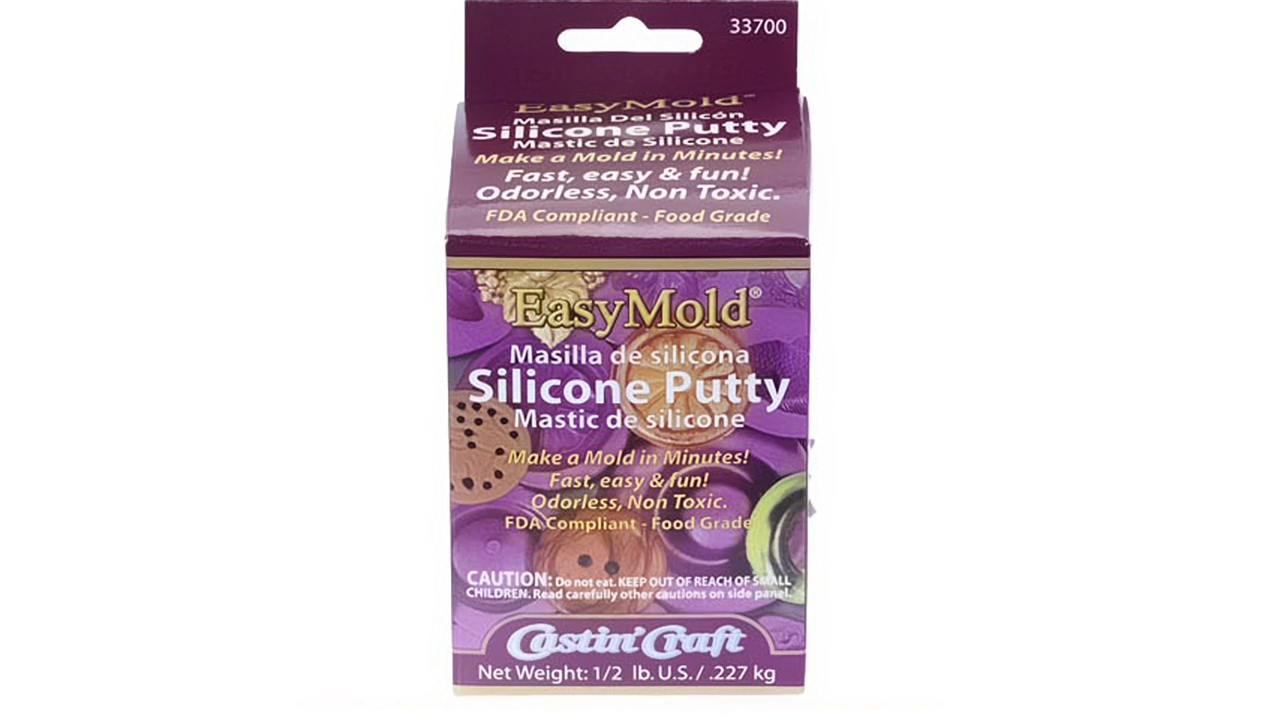 33700
EasyMold™
Masilla Del Silicón
Silicone Putty
Mastic de Silicone
Make a Mold in Minutes!
Fast, easy & fun!
Odorless, Non Toxic.
FDA Compliant - Food Grade
EasyMold®
Masilla de silicona
Silicone Putty
Mastic de silicone
Make a Mold in Minutes!
Fast, easy & fun!
Odorless, Non Toxic.
FDA Compliant - Food Grade
CAUTION: Do not eat. KEEP OUT OF REACH OF SMALL
CHILDREN. Read carefully other cautions on side panel.
Castin'Craft
Net Weight: 1/2 lb. U.S. / .227 kg